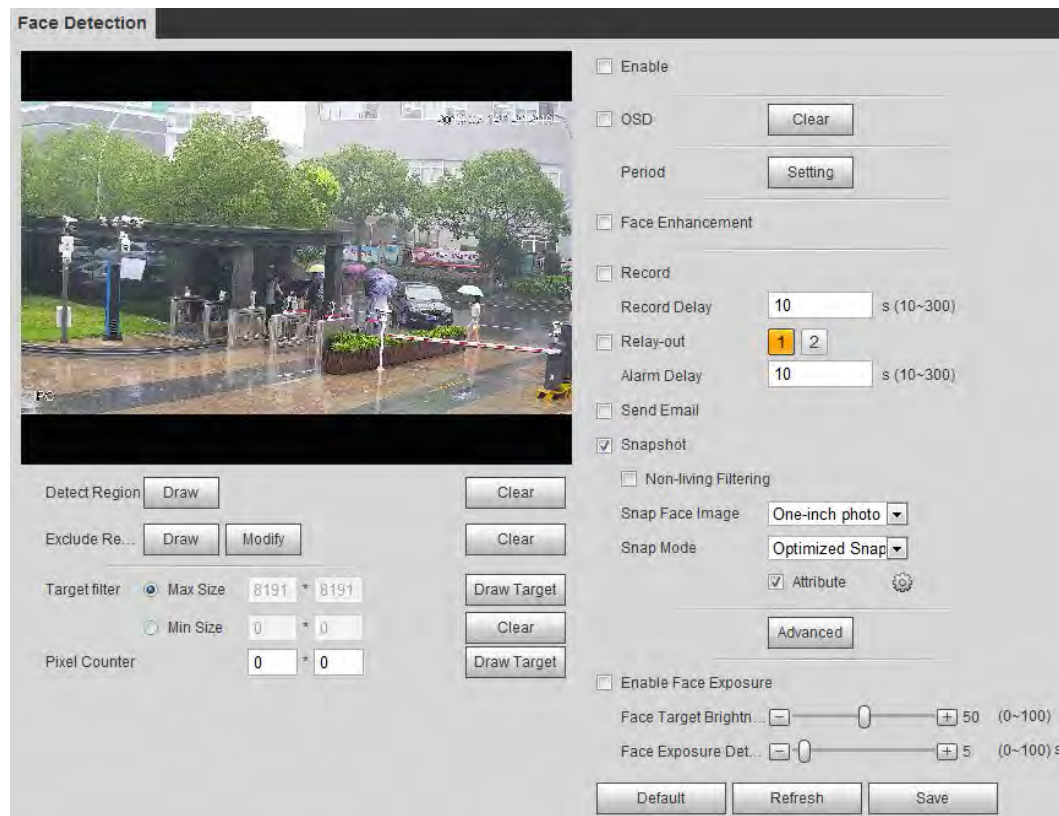 Face Detection
Enable
OSD Clear
Period Setting
Face Enhancement
Record
Record Delay 10 s (10~300)
Relay-out 1 2
Alarm Delay 10 s (10~300)
Send Email
Snapshot
Non-living Filtering
Snap Face Image One-inch photo
Snap Mode Optimized Snap
Attribute
Advanced
Enable Face Exposure
Face Target Brightn... 50 (0~100)
Face Exposure Det... 5 (0~100) s
Default Refresh Save
PC
Detect Region Draw Clear
Exclude Re... Draw Modify Clear
Target filter Max Size 8191 * 8191 Draw Target
Min Size 0 * 0 Clear
Pixel Counter 0 * 0 Draw Target